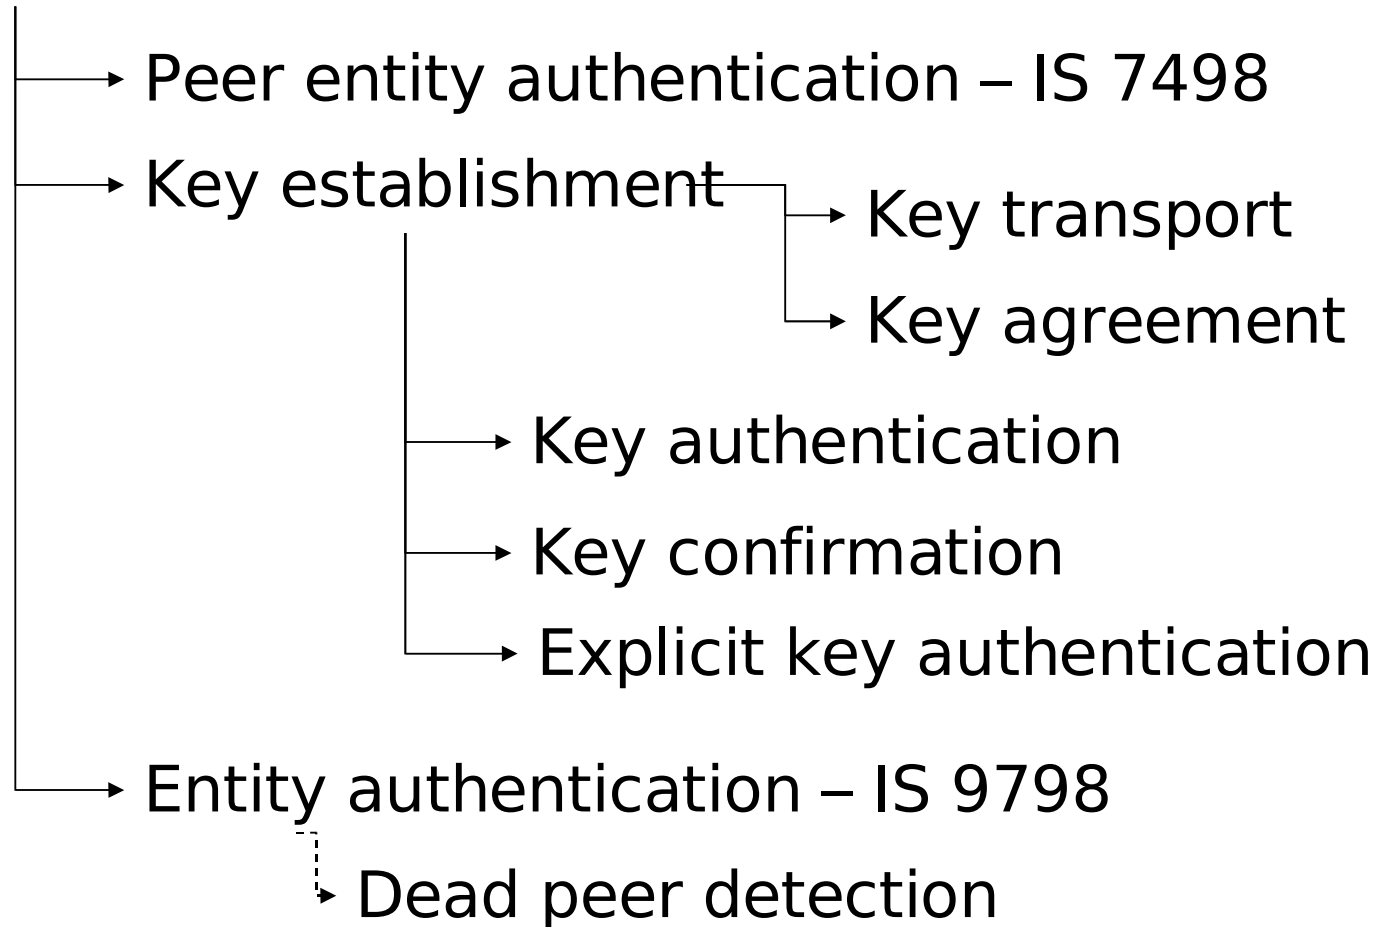 Peer entity authentication – IS 7498
Key establishment
Key transport
Key agreement
Key authentication
Key confirmation
Explicit key authentication
Entity authentication – IS 9798
Dead peer detection